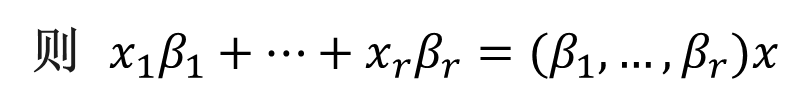 则 x₁β₁ + ⋯ + xᵣβᵣ = (β₁, … , βᵣ)x